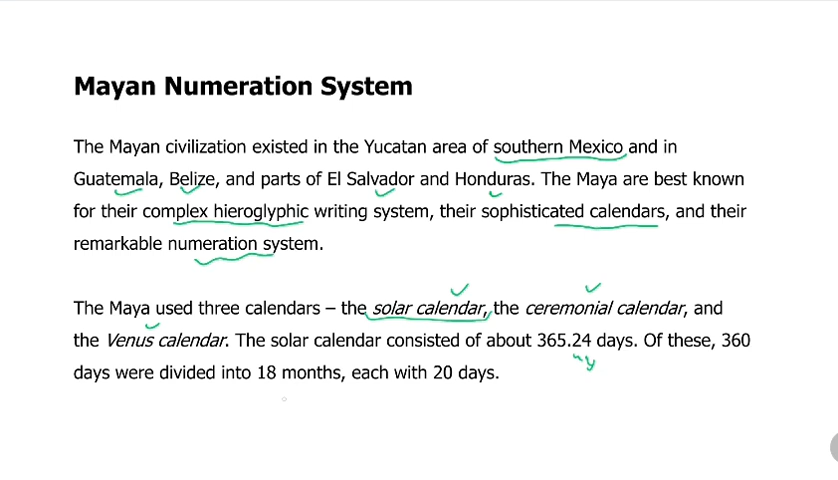 Mayan Numeration System
The Mayan civilization existed in the Yucatan area of southern Mexico and in
Guatemala, Belize, and parts of El Salvador and Honduras. The Maya are best known
for their complex hieroglyphic writing system, their sophisticated calendars, and their
remarkable numeration system.
The Maya used three calendars – the solar calendar, the ceremonial calendar, and
the Venus calendar. The solar calendar consisted of about 365.24 days. Of these, 360
days were divided into 18 months, each with 20 days.